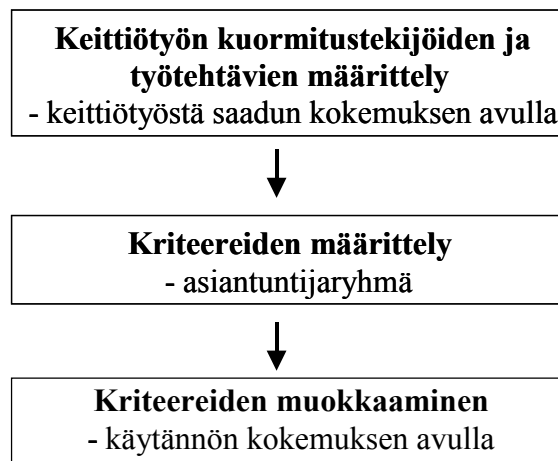 Keittiötyön kuormitustekijöiden ja
työtehtävien määrittely
- keittiötyöstä saadun kokemuksen avulla
Kriteereiden määrittely
- asiantuntijaryhmä
Kriteereiden muokkaaminen
- käytännön kokemuksen avulla